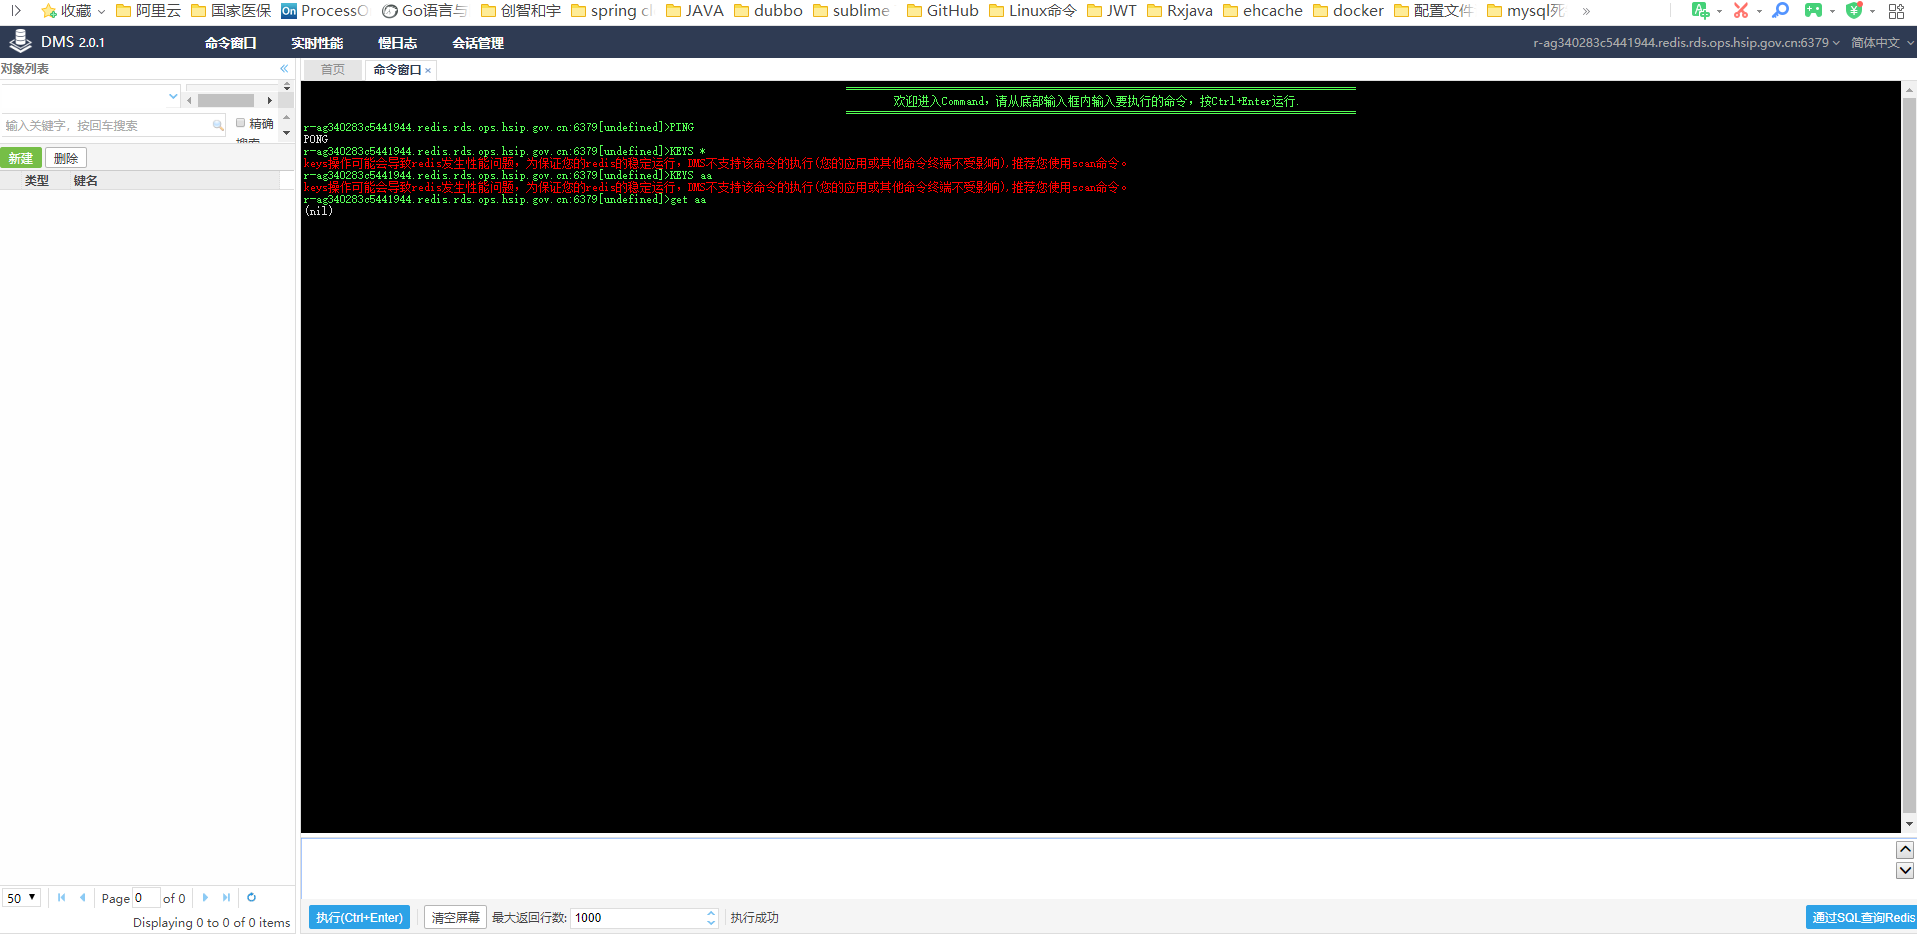 收藏 阿里云 国家医保 On ProcessO Go语言与 创智和宇 spring cl JAVA dubbo sublime GitHub Linux命令 JWT Rxjava ehcache docker 配置文件 mysql死 »
DMS 2.0.1 命令窗口 实时性能 慢日志 会话管理 r-ag340283c5441944.redis.rds.ops.hsip.gov.cn:6379 简体中文
对象列表 «
首页 命令窗口 ×
输入关键字，按回车搜索 精确
搜索
新建 删除
类型 键名
欢迎进入Command，请从底部输入框内输入要执行的命令，按Ctrl+Enter运行.
r-ag340283c5441944.redis.rds.ops.hsip.gov.cn:6379[undefined]>PING
PONG
r-ag340283c5441944.redis.rds.ops.hsip.gov.cn:6379[undefined]>KEYS *
keys操作可能会导致redis发生性能问题，为保证您的redis的稳定运行，DMS不支持该命令的执行(您的应用或其他命令终端不受影响),推荐您使用scan命令。
r-ag340283c5441944.redis.rds.ops.hsip.gov.cn:6379[undefined]>KEYS aa
keys操作可能会导致redis发生性能问题，为保证您的redis的稳定运行，DMS不支持该命令的执行(您的应用或其他命令终端不受影响),推荐您使用scan命令。
r-ag340283c5441944.redis.rds.ops.hsip.gov.cn:6379[undefined]>get aa
(nil)
50 Page 0 of 0
Displaying 0 to 0 of 0 items
执行(Ctrl+Enter) 清空屏幕 最大返回行数: 1000 执行成功 通过SQL查询Redis